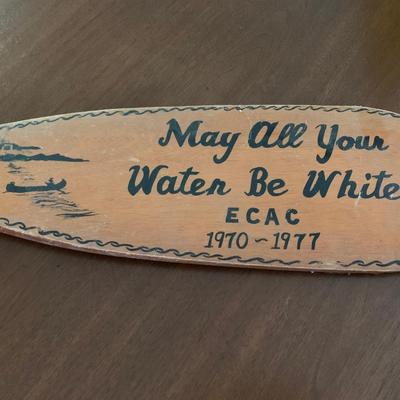 May All Your
Water Be White
ECAC
1970~1977